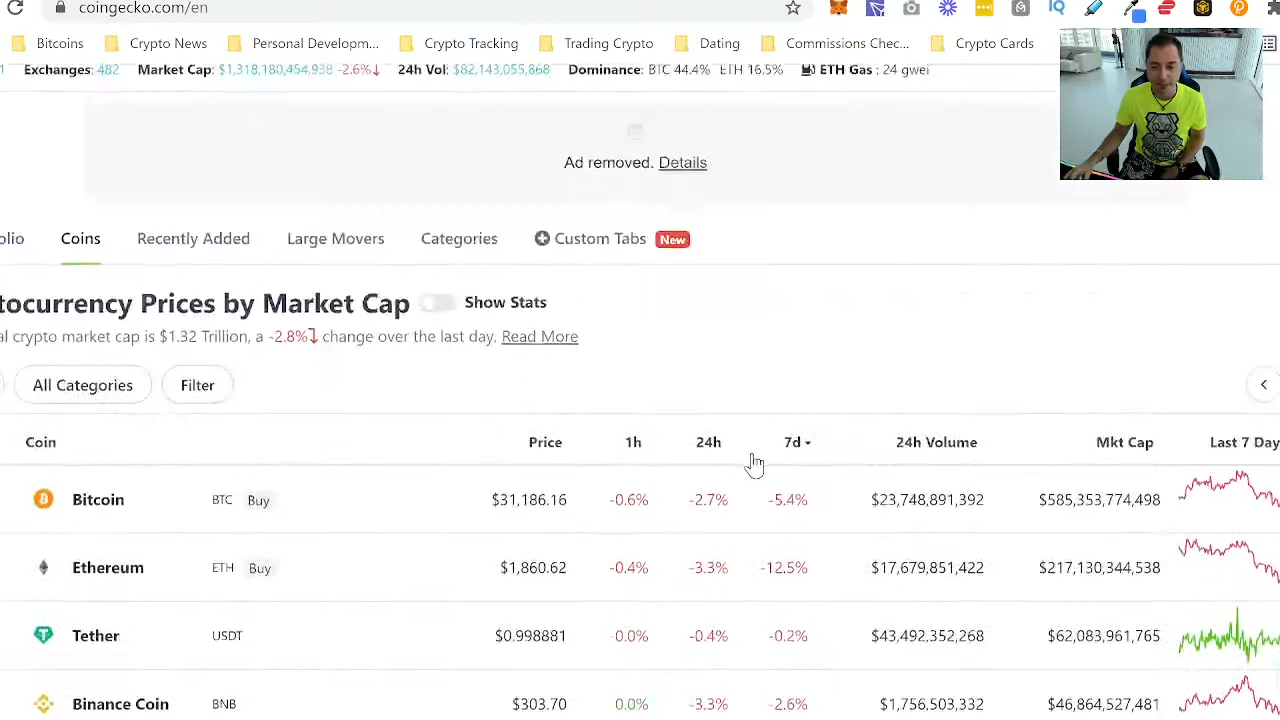 coingecko.com/en
Bitcoins Crypto News Personal Developm... Crypto Tracking Trading Crypto Dating Commissions Chec... Crypto Cards
Exchanges: 482 Market Cap: $1,318,180,454,938 -2.6% 24h Vol: $82,143,055,868 Dominance: BTC 44.4% ETH 16.5% ETH Gas : 24 gwei
Ad removed. Details
olio Coins Recently Added Large Movers Categories Custom Tabs New
tocurrency Prices by Market Cap Show Stats
al crypto market cap is $1.32 Trillion, a -2.8% change over the last day. Read More
All Categories Filter
Coin Price 1h 24h 7d 24h Volume Mkt Cap Last 7 Day
Bitcoin BTC Buy $31,186.16 -0.6% -2.7% -5.4% $23,748,891,392 $585,353,774,498
Ethereum ETH Buy $1,860.62 -0.4% -3.3% -12.5% $17,679,851,422 $217,130,344,538
Tether USDT $0.998881 -0.0% -0.4% -0.2% $43,492,352,268 $62,083,961,765
Binance Coin BNB $303.70 0.0% -3.3% -2.6% $1,756,503,332 $46,864,527,481